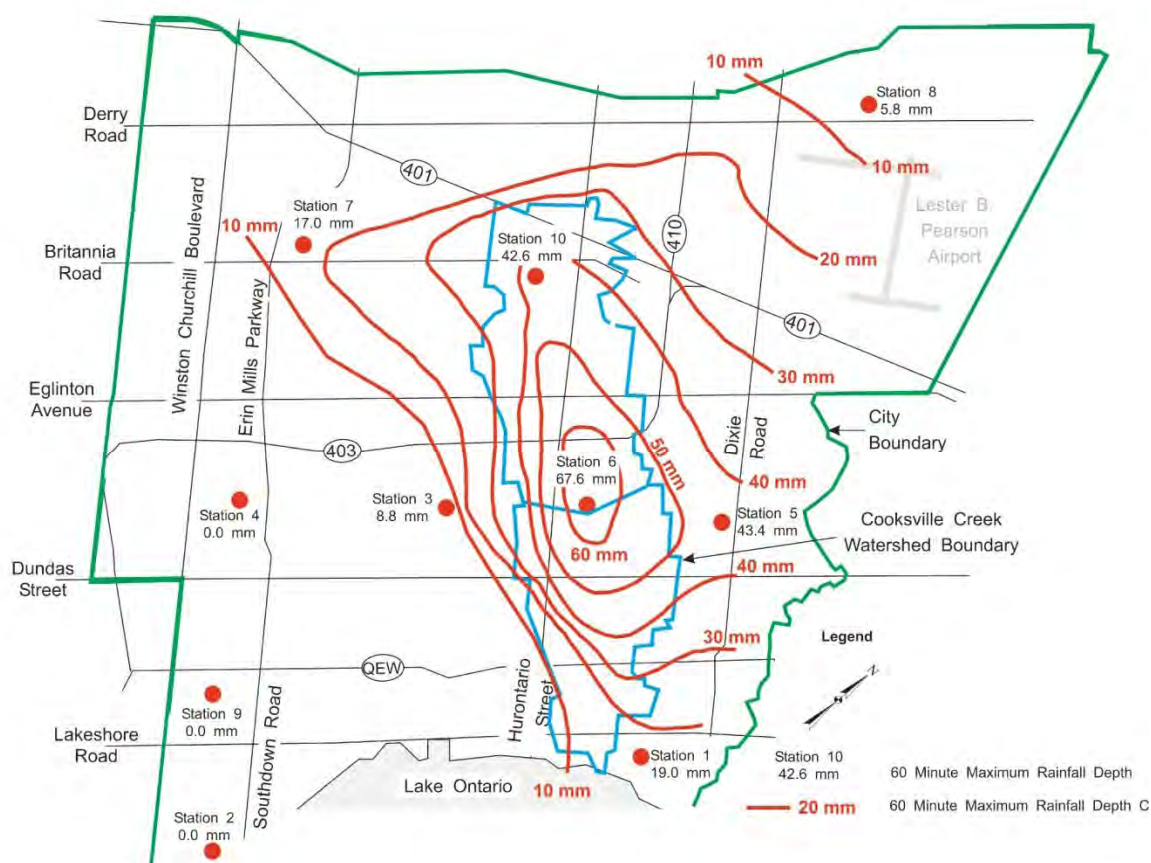 10 mm
Station 8
5.8 mm
Derry
Road
401
10 mm
Lester B.
Pearson
Airport
Station 7
17.0 mm
10 mm
Winston Churchill Boulevard
Station 10
42.6 mm
410
20 mm
Britannia
Road
Erin Mills Parkway
401
30 mm
Eglinton
Avenue
City
Boundary
Dixie
Road
403
50 mm
Station 6
67.6 mm
40 mm
Station 3
8.8 mm
Station 4
0.0 mm
Station 5
43.4 mm
Cooksville Creek
Watershed Boundary
60 mm
Dundas
Street
40 mm
30 mm
Legend
N
QEW
Hurontario
Street
Station 9
0.0 mm
Southdown Road
Lakeshore
Road
Station 1
19.0 mm
Lake Ontario
10 mm
Station 10
42.6 mm
60 Minute Maximum Rainfall Depth
20 mm
60 Minute Maximum Rainfall Depth C
Station 2
0.0 mm